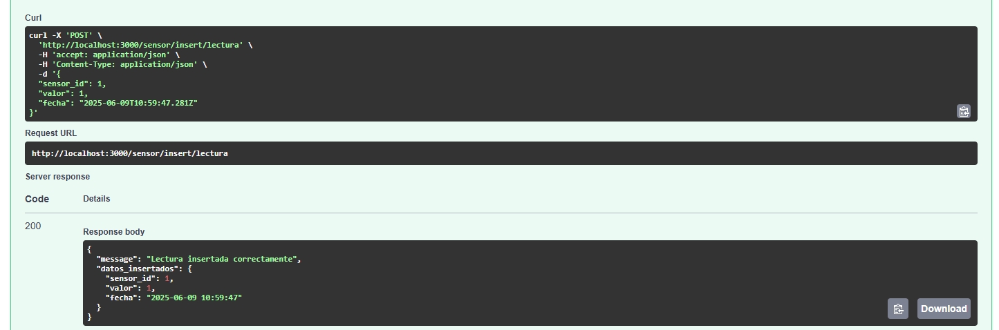 Curl
curl -X 'POST' \
  'http://localhost:3000/sensor/insert/lectura' \
  -H 'accept: application/json' \
  -H 'Content-Type: application/json' \
  -d '{
  "sensor_id": 1,
  "valor": 1,
  "fecha": "2025-06-09T10:59:47.281Z"
}'
Request URL
http://localhost:3000/sensor/insert/lectura
Server response
Code Details
200
Response body
{
  "message": "Lectura insertada correctamente",
  "datos_insertados": {
    "sensor_id": 1,
    "valor": 1,
    "fecha": "2025-06-09 10:59:47"
  }
}
Download